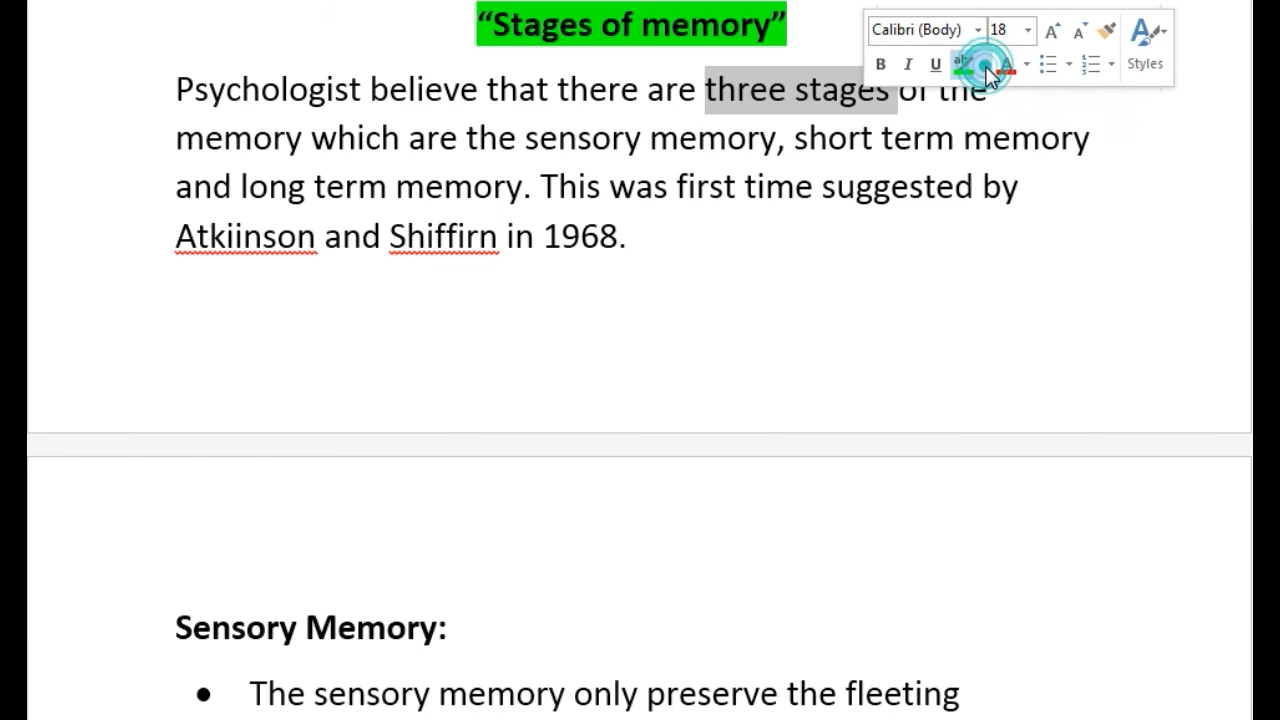 “Stages of memory”
Calibri (Body) 18
B I U Styles
Psychologist believe that there are three stages of the
memory which are the sensory memory, short term memory
and long term memory. This was first time suggested by
Atkiinson and Shiffirn in 1968.
Sensory Memory:
• The sensory memory only preserve the fleeting